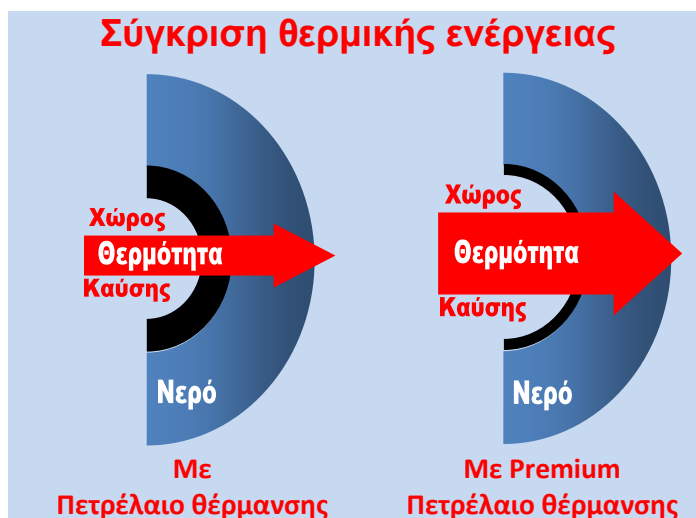 Σύγκριση θερμικής ενέργειας
Χώρος
Θερμότητα
Καύσης
Νερό
Με
Πετρέλαιο θέρμανσης
Χώρος
Θερμότητα
Καύσης
Νερό
Με Premium
Πετρέλαιο θέρμανσης